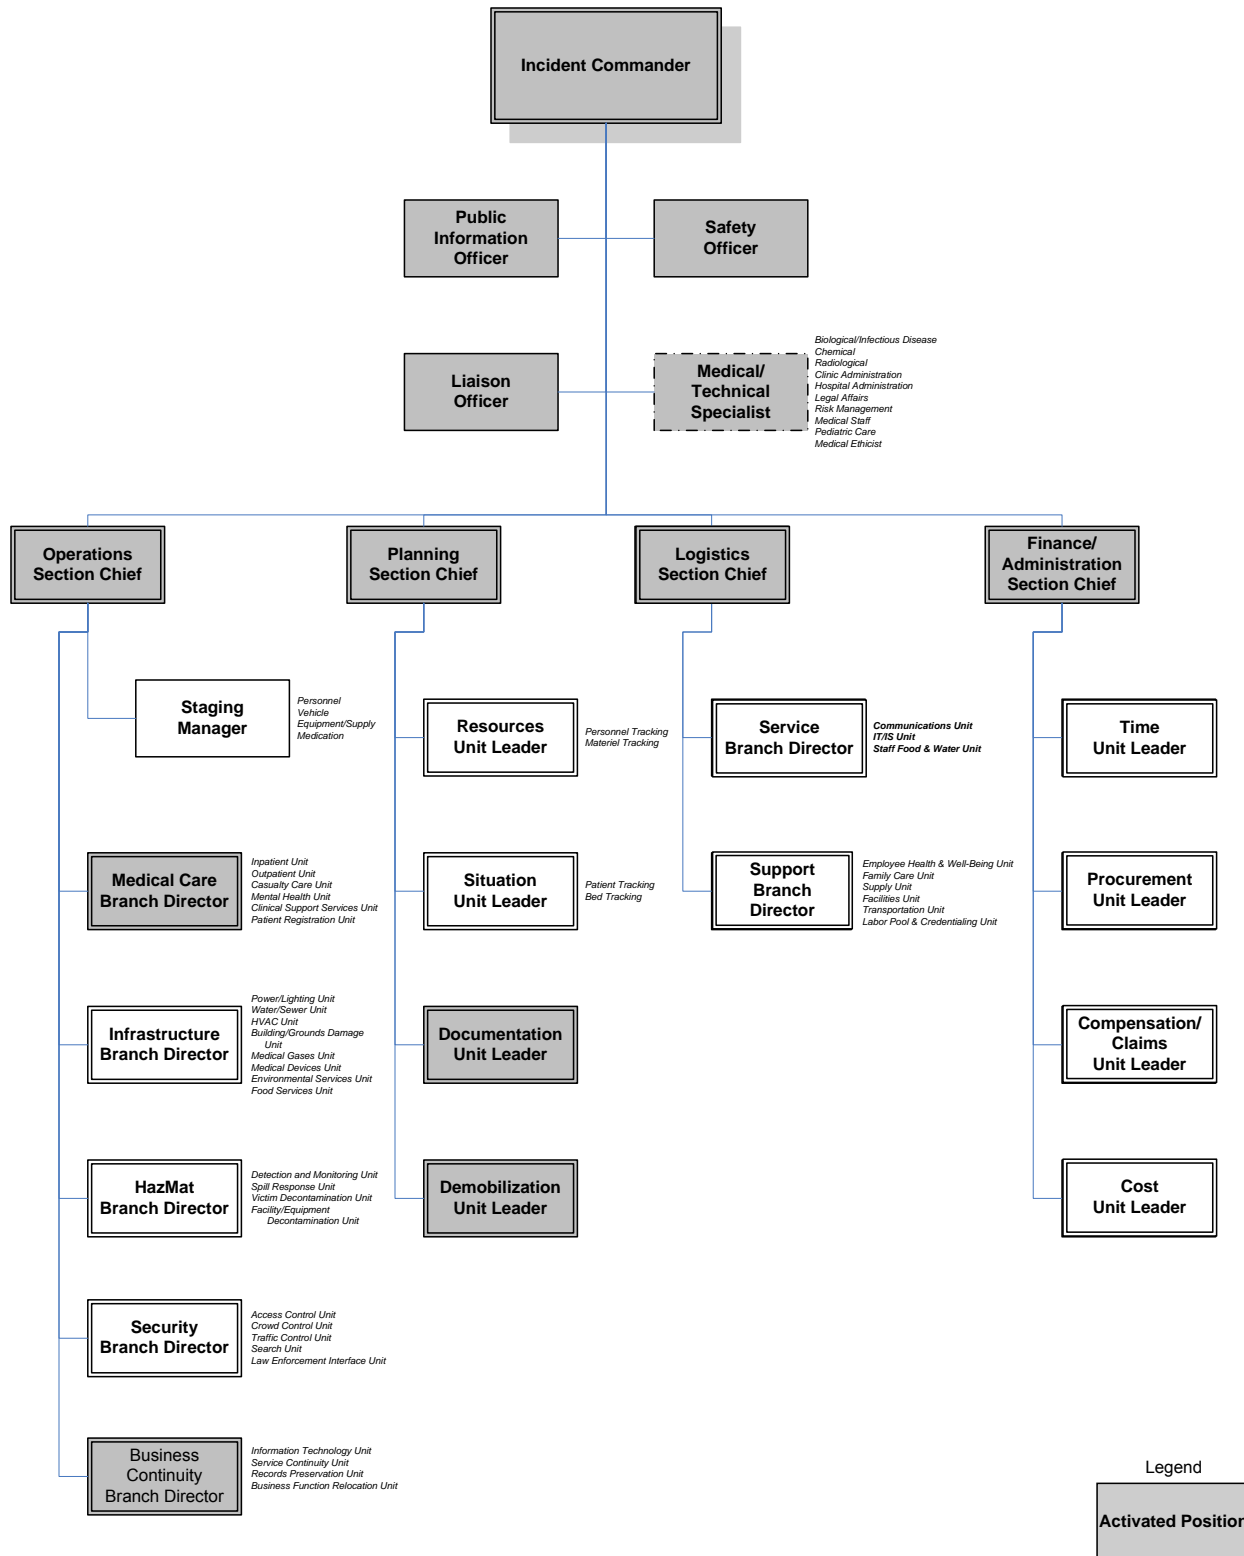 Incident Commander
Public
Information
Officer
Safety
Officer
Liaison
Officer
Medical/
Technical
Specialist
Biological/Infectious Disease
Chemical
Radiological
Clinic Administration
Hospital Administration
Legal Affairs
Risk Management
Medical Staff
Pediatric Care
Medical Ethicist
Operations
Section Chief
Planning
Section Chief
Logistics
Section Chief
Finance/
Administration
Section Chief
Staging
Manager
Personnel
Vehicle
Equipment/Supply
Medication
Resources
Unit Leader
Personnel Tracking
Materiel Tracking
Service
Branch Director
Communications Unit
IT/IS Unit
Staff Food & Water Unit
Time
Unit Leader
Medical Care
Branch Director
Inpatient Unit
Outpatient Unit
Casualty Care Unit
Mental Health Unit
Clinical Support Services Unit
Patient Registration Unit
Situation
Unit Leader
Patient Tracking
Bed Tracking
Support
Branch
Director
Employee Health & Well-Being Unit
Family Care Unit
Supply Unit
Facilities Unit
Transportation Unit
Labor Pool & Credentialing Unit
Procurement
Unit Leader
Infrastructure
Branch Director
Power/Lighting Unit
Water/Sewer Unit
HVAC Unit
Building/Grounds Damage
Unit
Medical Gases Unit
Medical Devices Unit
Environmental Services Unit
Food Services Unit
Documentation
Unit Leader
Compensation/
Claims
Unit Leader
HazMat
Branch Director
Detection and Monitoring Unit
Spill Response Unit
Victim Decontamination Unit
Facility/Equipment
Decontamination Unit
Demobilization
Unit Leader
Cost
Unit Leader
Security
Branch Director
Access Control Unit
Crowd Control Unit
Traffic Control Unit
Search Unit
Law Enforcement Interface Unit
Business
Continuity
Branch Director
Information Technology Unit
Service Continuity Unit
Records Preservation Unit
Business Function Relocation Unit
Legend
Activated Position